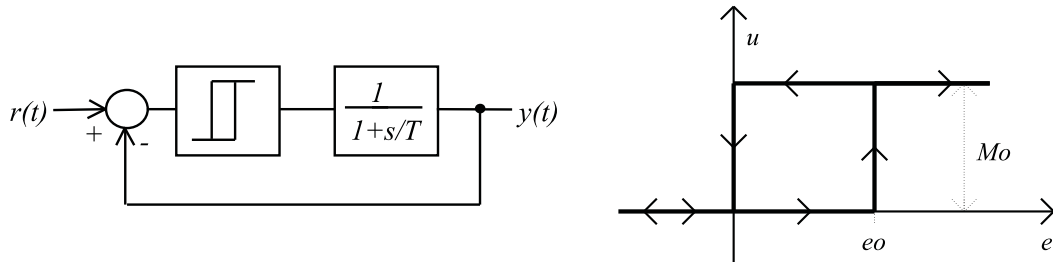 r(t)
+
-
1
1+s/T
y(t)
u
Mo
eo
e